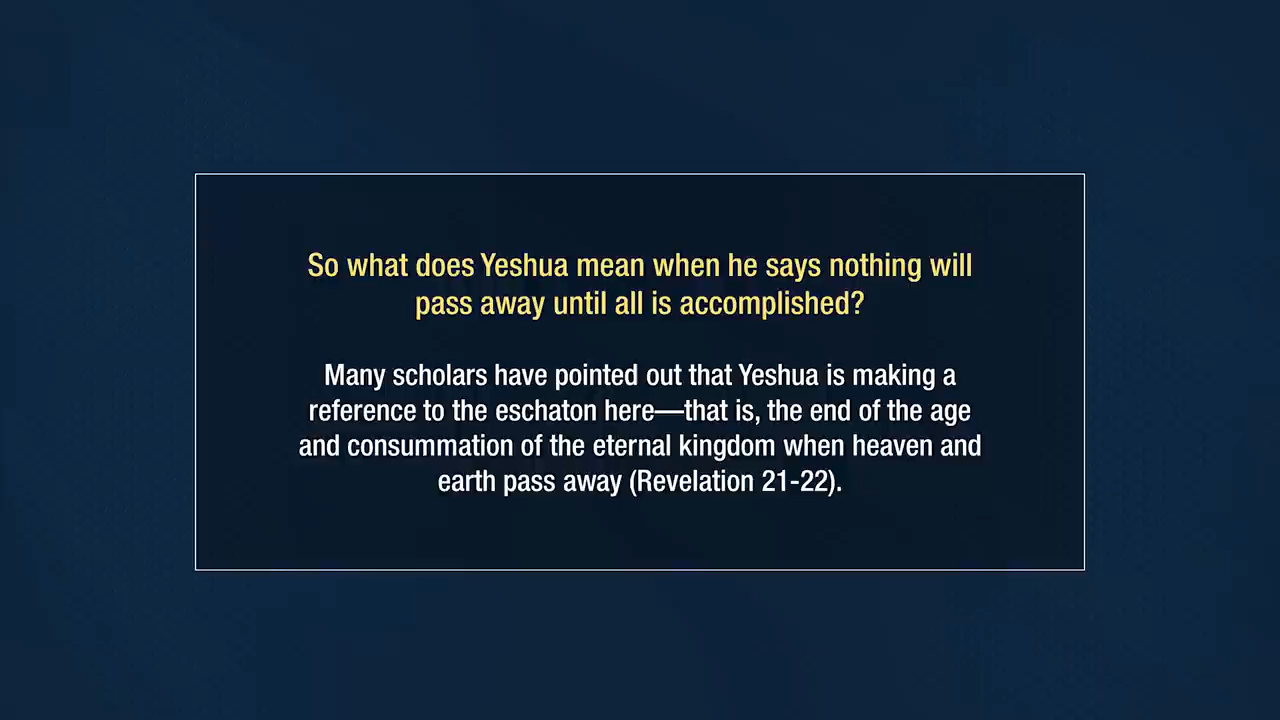 So what does Yeshua mean when he says nothing will
pass away until all is accomplished?
Many scholars have pointed out that Yeshua is making a
reference to the eschaton here—that is, the end of the age
and consummation of the eternal kingdom when heaven and
earth pass away (Revelation 21-22).